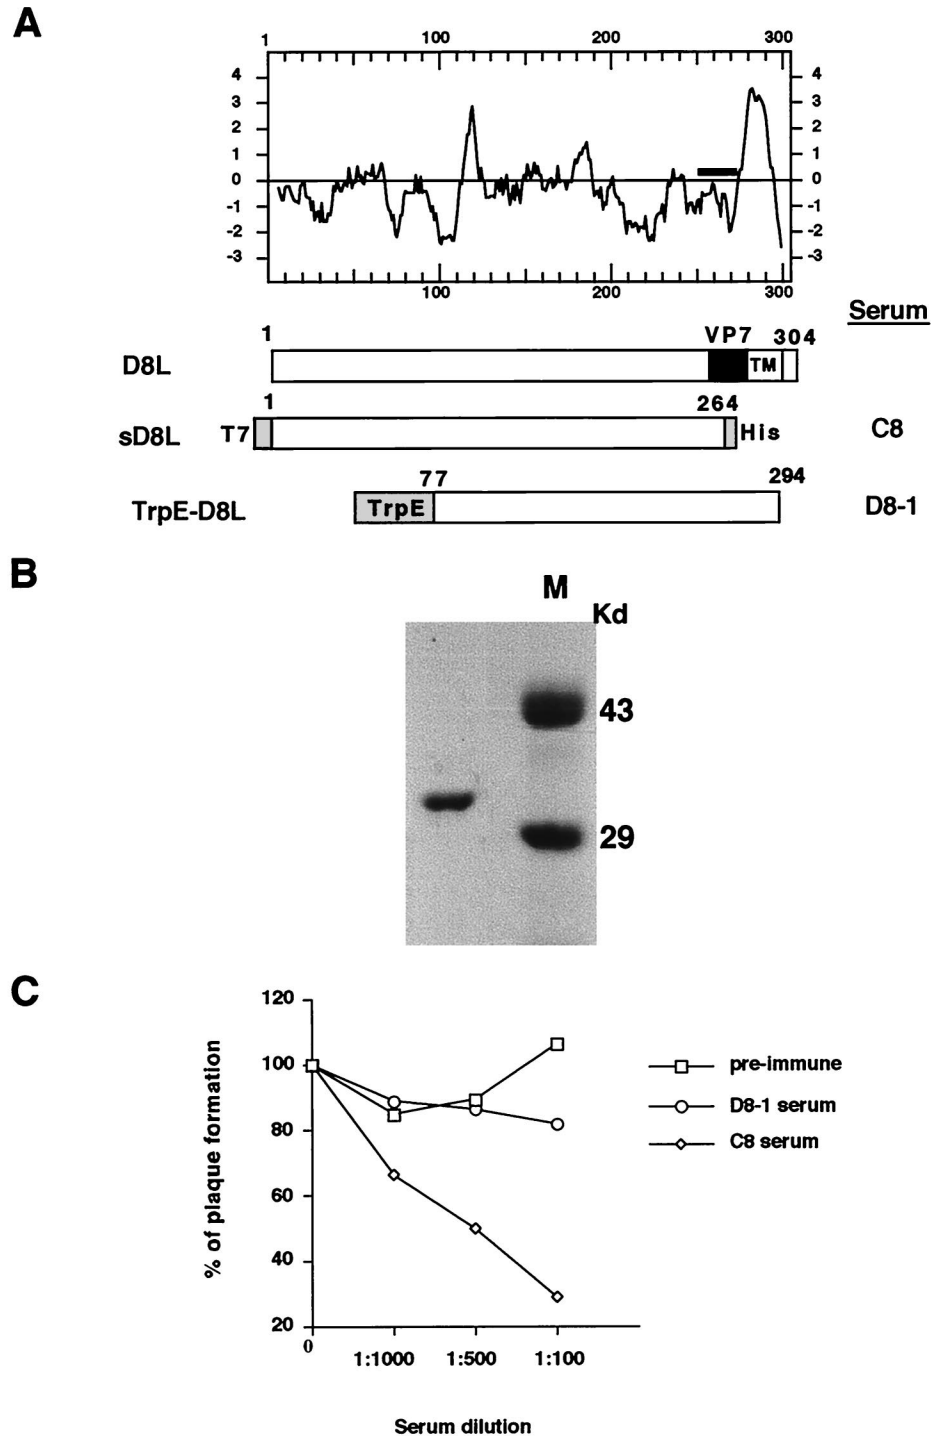 A
1 100 200 300
4 4
3 3
2 2
1 1
0 0
-1 -1
-2 -2
-3 -3
100 200 300
Serum
1 VP7 304
D8L TM
1 264
sD8L T7 His C8
77 294
TrpE-D8L TrpE D8-1
B
M
Kd
43
29
C
120
100
80
60
40
20
% of plaque formation
0 1:1000 1:500 1:100
Serum dilution
pre-immune
D8-1 serum
C8 serum